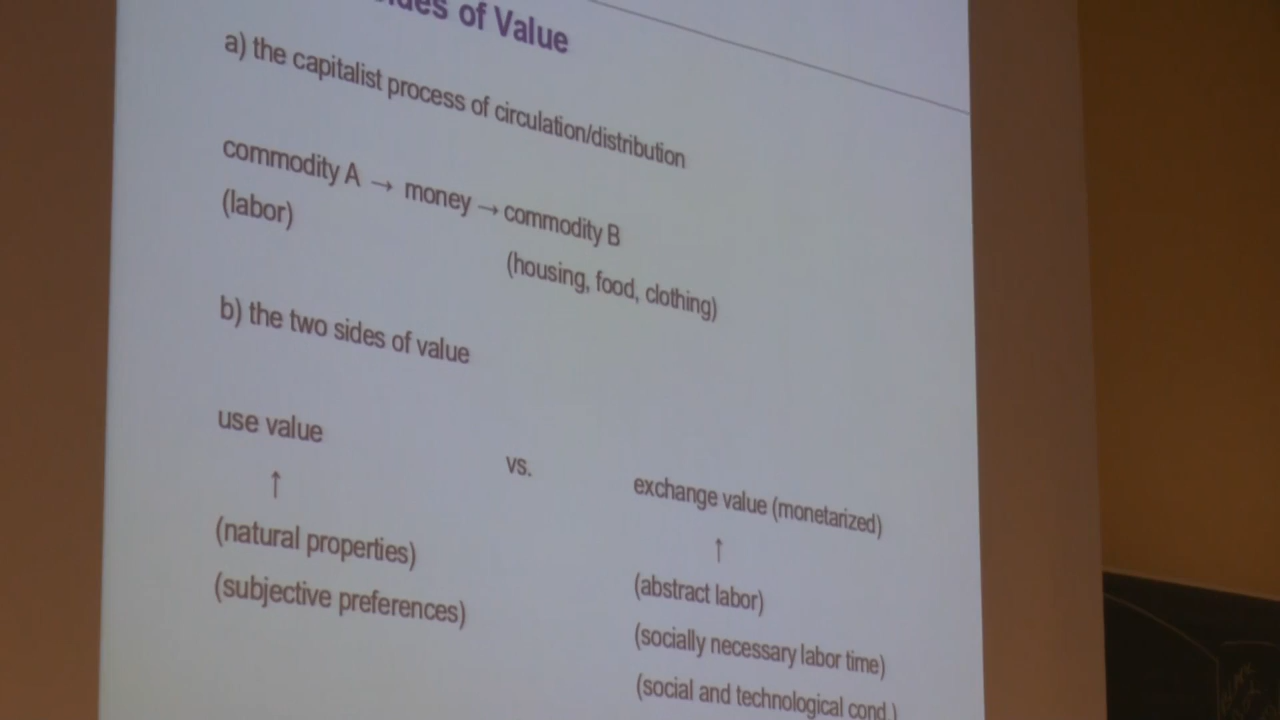 of Value
a) the capitalist process of circulation/distribution
commodity A → money → commodity B
(labor)
(housing, food, clothing)
b) the two sides of value
use value
vs.
exchange value (monetarized)
↑
↑
(natural properties)
(abstract labor)
(subjective preferences)
(socially necessary labor time)
(social and technological cond.)